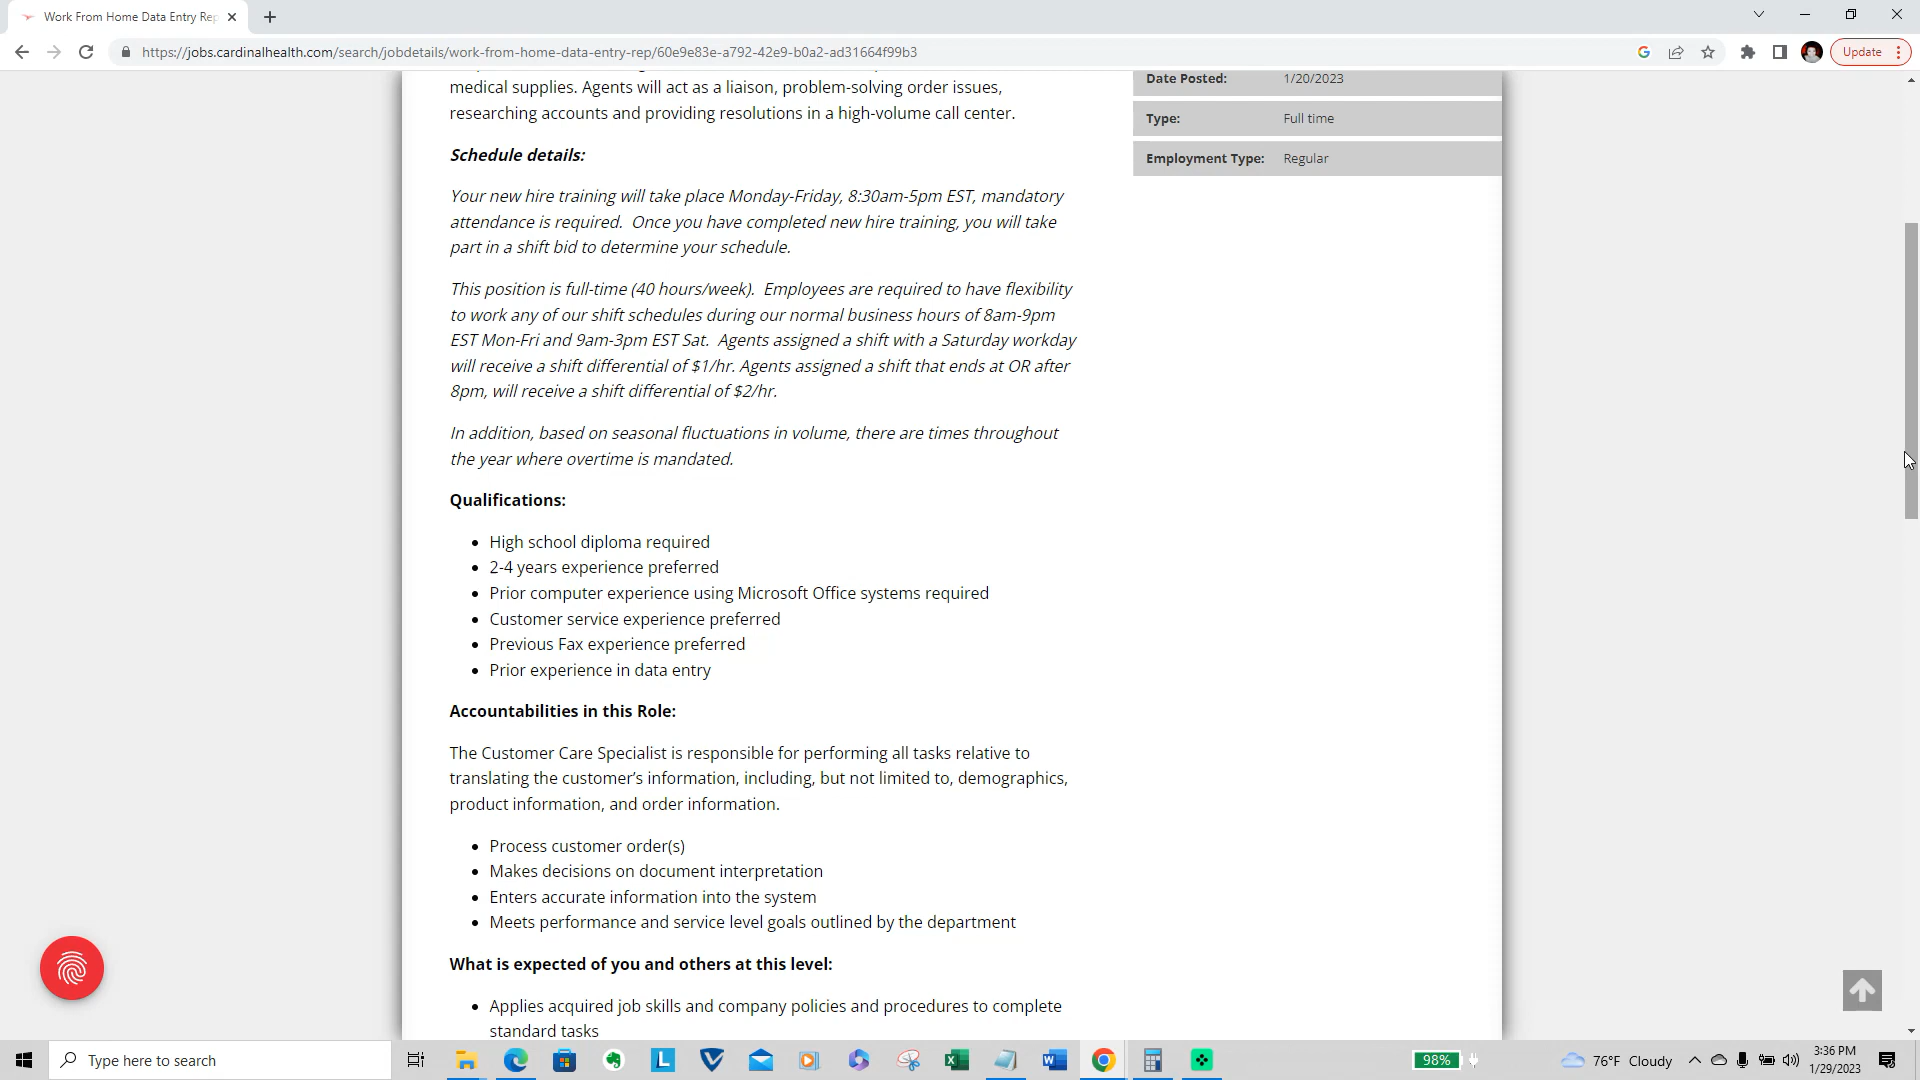 Work From Home Data Entry Rep
https://jobs.cardinalhealth.com/search/jobdetails/work-from-home-data-entry-rep/60e9e83e-a792-42e9-b0a2-ad31664f99b3
Update
medical supplies. Agents will act as a liaison, problem-solving order issues,
researching accounts and providing resolutions in a high-volume call center.
Schedule details:
Your new hire training will take place Monday-Friday, 8:30am-5pm EST, mandatory
attendance is required.  Once you have completed new hire training, you will take
part in a shift bid to determine your schedule.
This position is full-time (40 hours/week).  Employees are required to have flexibility
to work any of our shift schedules during our normal business hours of 8am-9pm
EST Mon-Fri and 9am-3pm EST Sat.  Agents assigned a shift with a Saturday workday
will receive a shift differential of $1/hr. Agents assigned a shift that ends at OR after
8pm, will receive a shift differential of $2/hr.
In addition, based on seasonal fluctuations in volume, there are times throughout
the year where overtime is mandated.
Qualifications:
• High school diploma required
• 2-4 years experience preferred
• Prior computer experience using Microsoft Office systems required
• Customer service experience preferred
• Previous Fax experience preferred
• Prior experience in data entry
Accountabilities in this Role:
The Customer Care Specialist is responsible for performing all tasks relative to
translating the customer’s information, including, but not limited to, demographics,
product information, and order information.
• Process customer order(s)
• Makes decisions on document interpretation
• Enters accurate information into the system
• Meets performance and service level goals outlined by the department
What is expected of you and others at this level:
• Applies acquired job skills and company policies and procedures to complete
standard tasks
Date Posted: 1/20/2023
Type: Full time
Employment Type: Regular
Type here to search
98%
76°F Cloudy
3:36 PM
1/29/2023